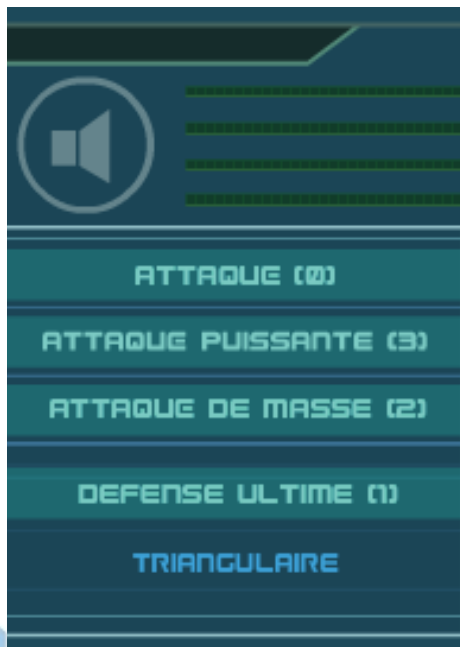 ATTAQUE (0)
ATTAQUE PUISSANTE (3)
ATTAQUE DE MASSE (2)
DEFENSE ULTIME (1)
TRIANGULAIRE